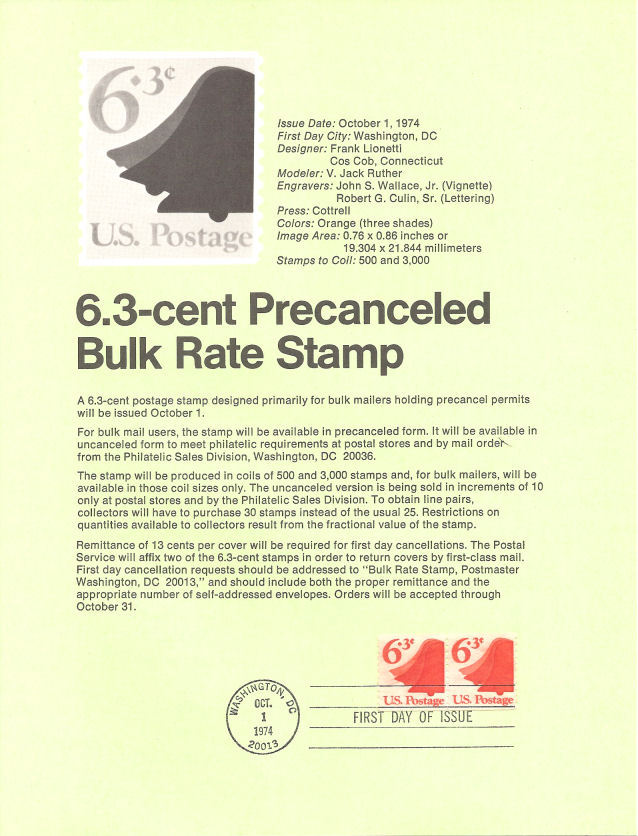 6.3¢
U.S. Postage
Issue Date: October 1, 1974
First Day City: Washington, DC
Designer: Frank Lionetti
Cos Cob, Connecticut
Modeler: V. Jack Ruther
Engravers: John S. Wallace, Jr. (Vignette)
Robert G. Culin, Sr. (Lettering)
Press: Cottrell
Colors: Orange (three shades)
Image Area: 0.76 x 0.86 inches or
19.304 x 21.844 millimeters
Stamps to Coil: 500 and 3,000
6.3-cent Precanceled
Bulk Rate Stamp
A 6.3-cent postage stamp designed primarily for bulk mailers holding precancel permits
will be issued October 1.
For bulk mail users, the stamp will be available in precanceled form. It will be available in
uncanceled form to meet philatelic requirements at postal stores and by mail order
from the Philatelic Sales Division, Washington, DC 20036.
The stamp will be produced in coils of 500 and 3,000 stamps and, for bulk mailers, will be
available in those coil sizes only. The uncanceled version is being sold in increments of 10
only at postal stores and by the Philatelic Sales Division. To obtain line pairs,
collectors will have to purchase 30 stamps instead of the usual 25. Restrictions on
quantities available to collectors result from the fractional value of the stamp.
Remittance of 13 cents per cover will be required for first day cancellations. The Postal
Service will affix two of the 6.3-cent stamps in order to return covers by first-class mail.
First day cancellation requests should be addressed to "Bulk Rate Stamp, Postmaster
Washington, DC 20013," and should include both the proper remittance and the
appropriate number of self-addressed envelopes. Orders will be accepted through
October 31.
6.3¢ 6.3¢
U.S. Postage U.S. Postage
WASHINGTON, DC
OCT.
1
1974
20013
FIRST DAY OF ISSUE